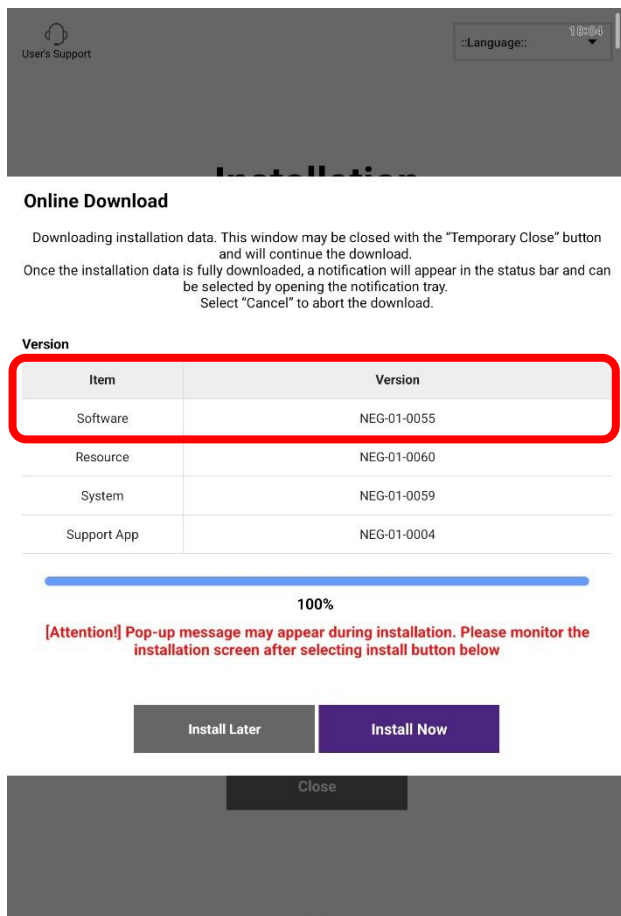 User's Support
::Language::
18:04
Installation
Online Download
Downloading installation data. This window may be closed with the “Temporary Close” button
and will continue the download.
Once the installation data is fully downloaded, a notification will appear in the status bar and can
be selected by opening the notification tray.
Select “Cancel” to abort the download.
Version
Item Version
Software NEG-01-0055
Resource NEG-01-0060
System NEG-01-0059
Support App NEG-01-0004
100%
[Attention!] Pop-up message may appear during installation. Please monitor the
installation screen after selecting install button below
Install Later Install Now
Close